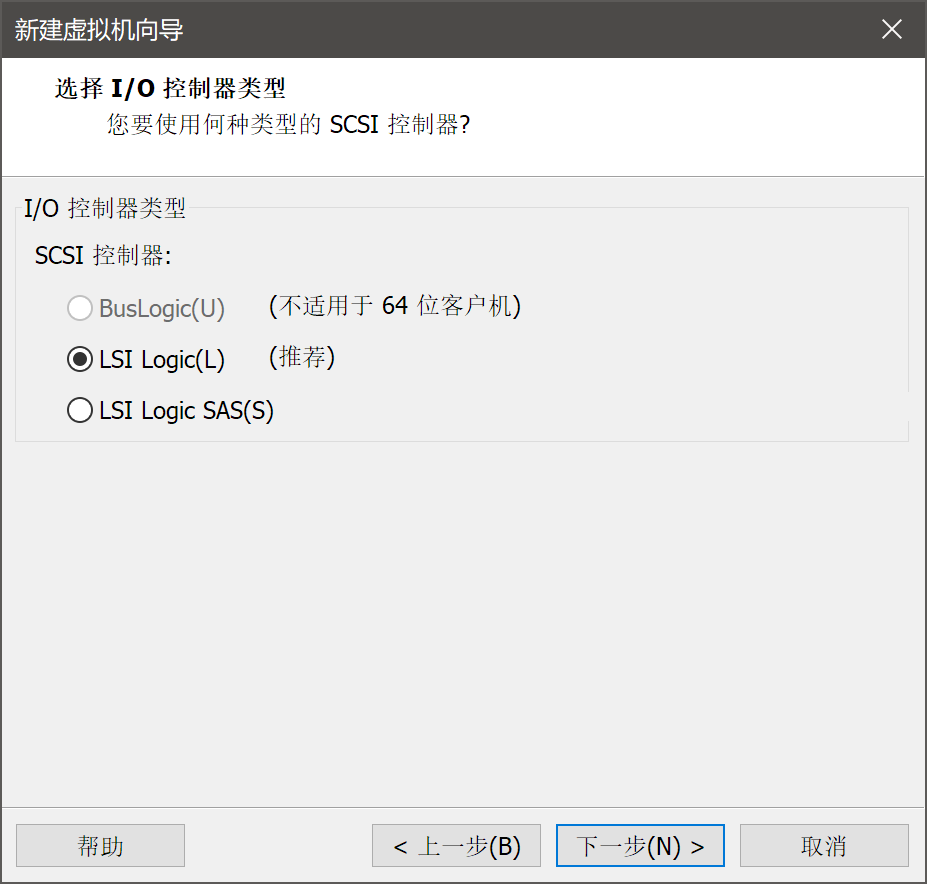 新建虚拟机向导
选择 I/O 控制器类型
您要使用何种类型的 SCSI 控制器?
I/O 控制器类型
SCSI 控制器:
BusLogic(U) (不适用于 64 位客户机)
LSI Logic(L) (推荐)
LSI Logic SAS(S)
帮助 < 上一步(B) 下一步(N) > 取消